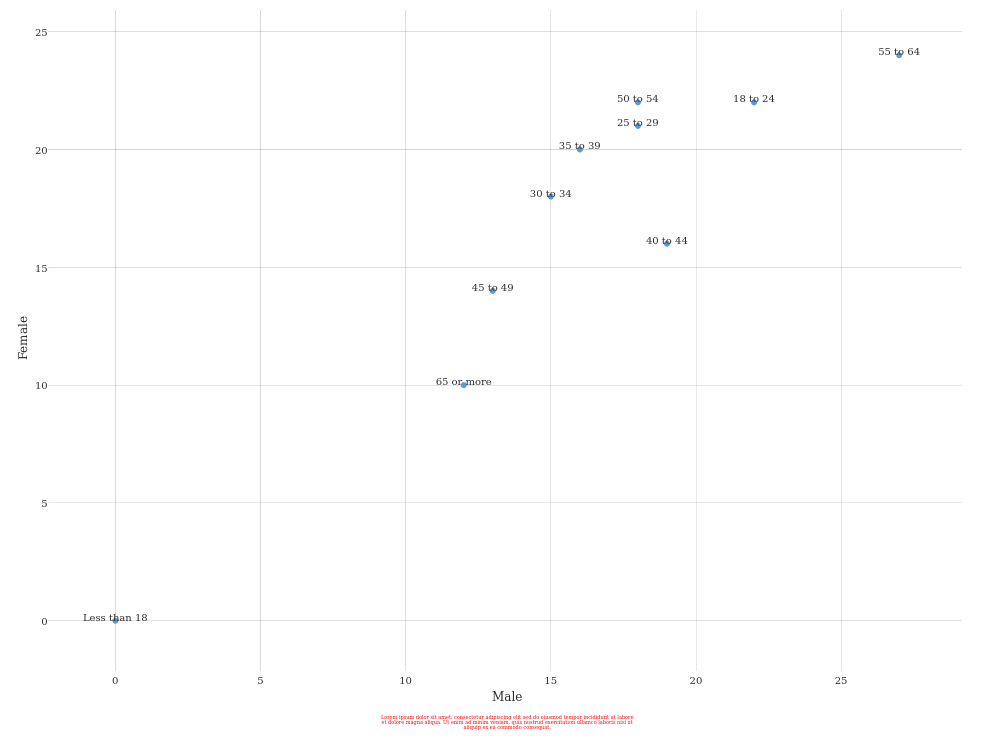 25
55 to 64
50 to 54
18 to 24
25 to 29
35 to 39
20
30 to 34
40 to 44
15
45 to 49
Female
65 or more
10
5
Less than 18
0
0 5 10 15 20 25
Male
Lorem ipsum dolor sit amet, consectetur adipiscing elit sed do eiusmod tempor incididunt ut labore
et dolore magna aliqua. Ut enim ad minim veniam, quis nostrud exercitation ullamco laboris nisi ut
aliquip ex ea commodo consequat.